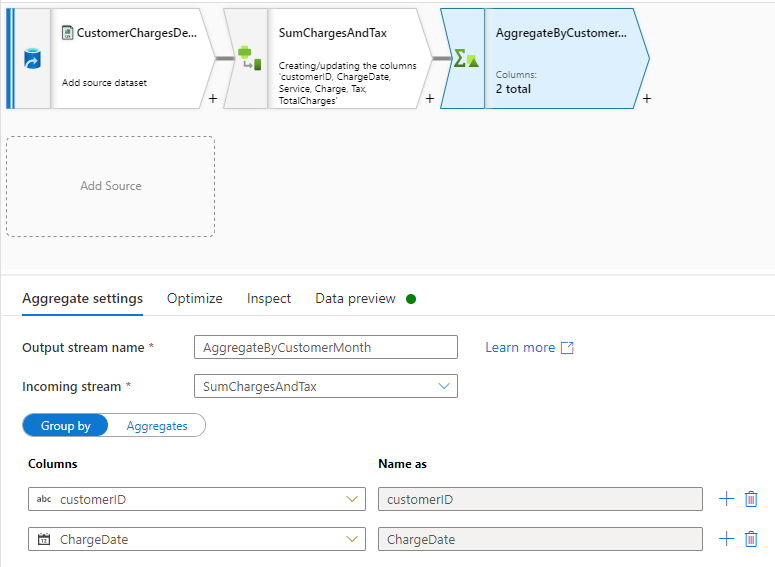 CustomerChargesDe...
Add source dataset
+
SumChargesAndTax
Creating/updating the columns
'customerID, ChargeDate,
Service, Charge, Tax,
TotalCharges'
+
AggregateByCustomer...
Columns:
2 total
+
Add Source
Aggregate settings Optimize Inspect Data preview
Output stream name * AggregateByCustomerMonth Learn more
Incoming stream * SumChargesAndTax
Group by Aggregates
Columns Name as
abc customerID customerID
12 ChargeDate ChargeDate